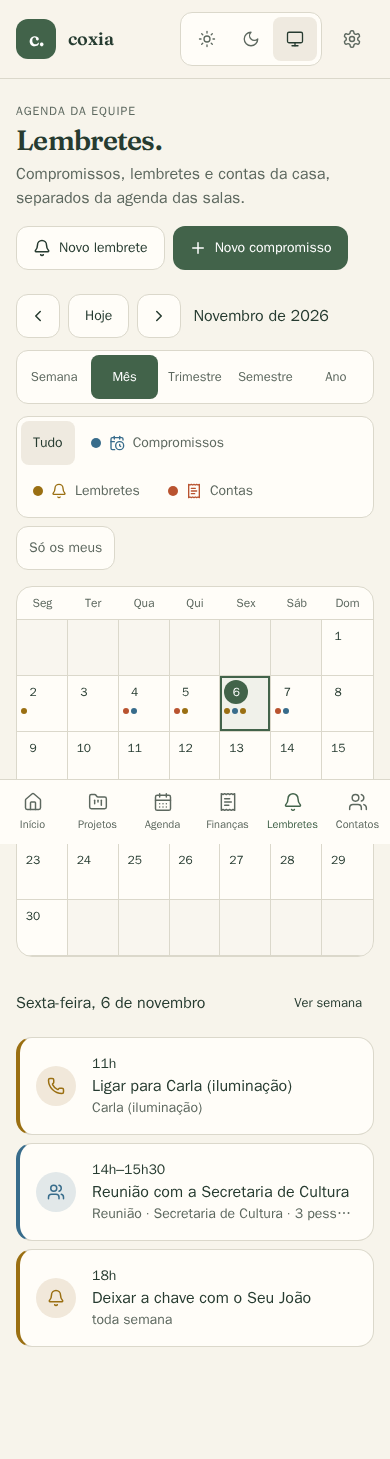 c. coxia
AGENDA DA EQUIPE
Lembretes.
Compromissos, lembretes e contas da casa,
separados da agenda das salas.
Novo lembrete
Novo compromisso
Hoje
Novembro de 2026
Semana Mês Trimestre Semestre Ano
Tudo Compromissos
Lembretes Contas
Só os meus
Seg Ter Qua Qui Sex Sáb Dom
1
2 3 4 5 6 7 8
9 10 11 12 13 14 15
Início Projetos Agenda Finanças Lembretes Contatos
23 24 25 26 27 28 29
30
Sexta-feira, 6 de novembro
Ver semana
11h
Ligar para Carla (iluminação)
Carla (iluminação)
14h–15h30
Reunião com a Secretaria de Cultura
Reunião · Secretaria de Cultura · 3 pess…
18h
Deixar a chave com o Seu João
toda semana